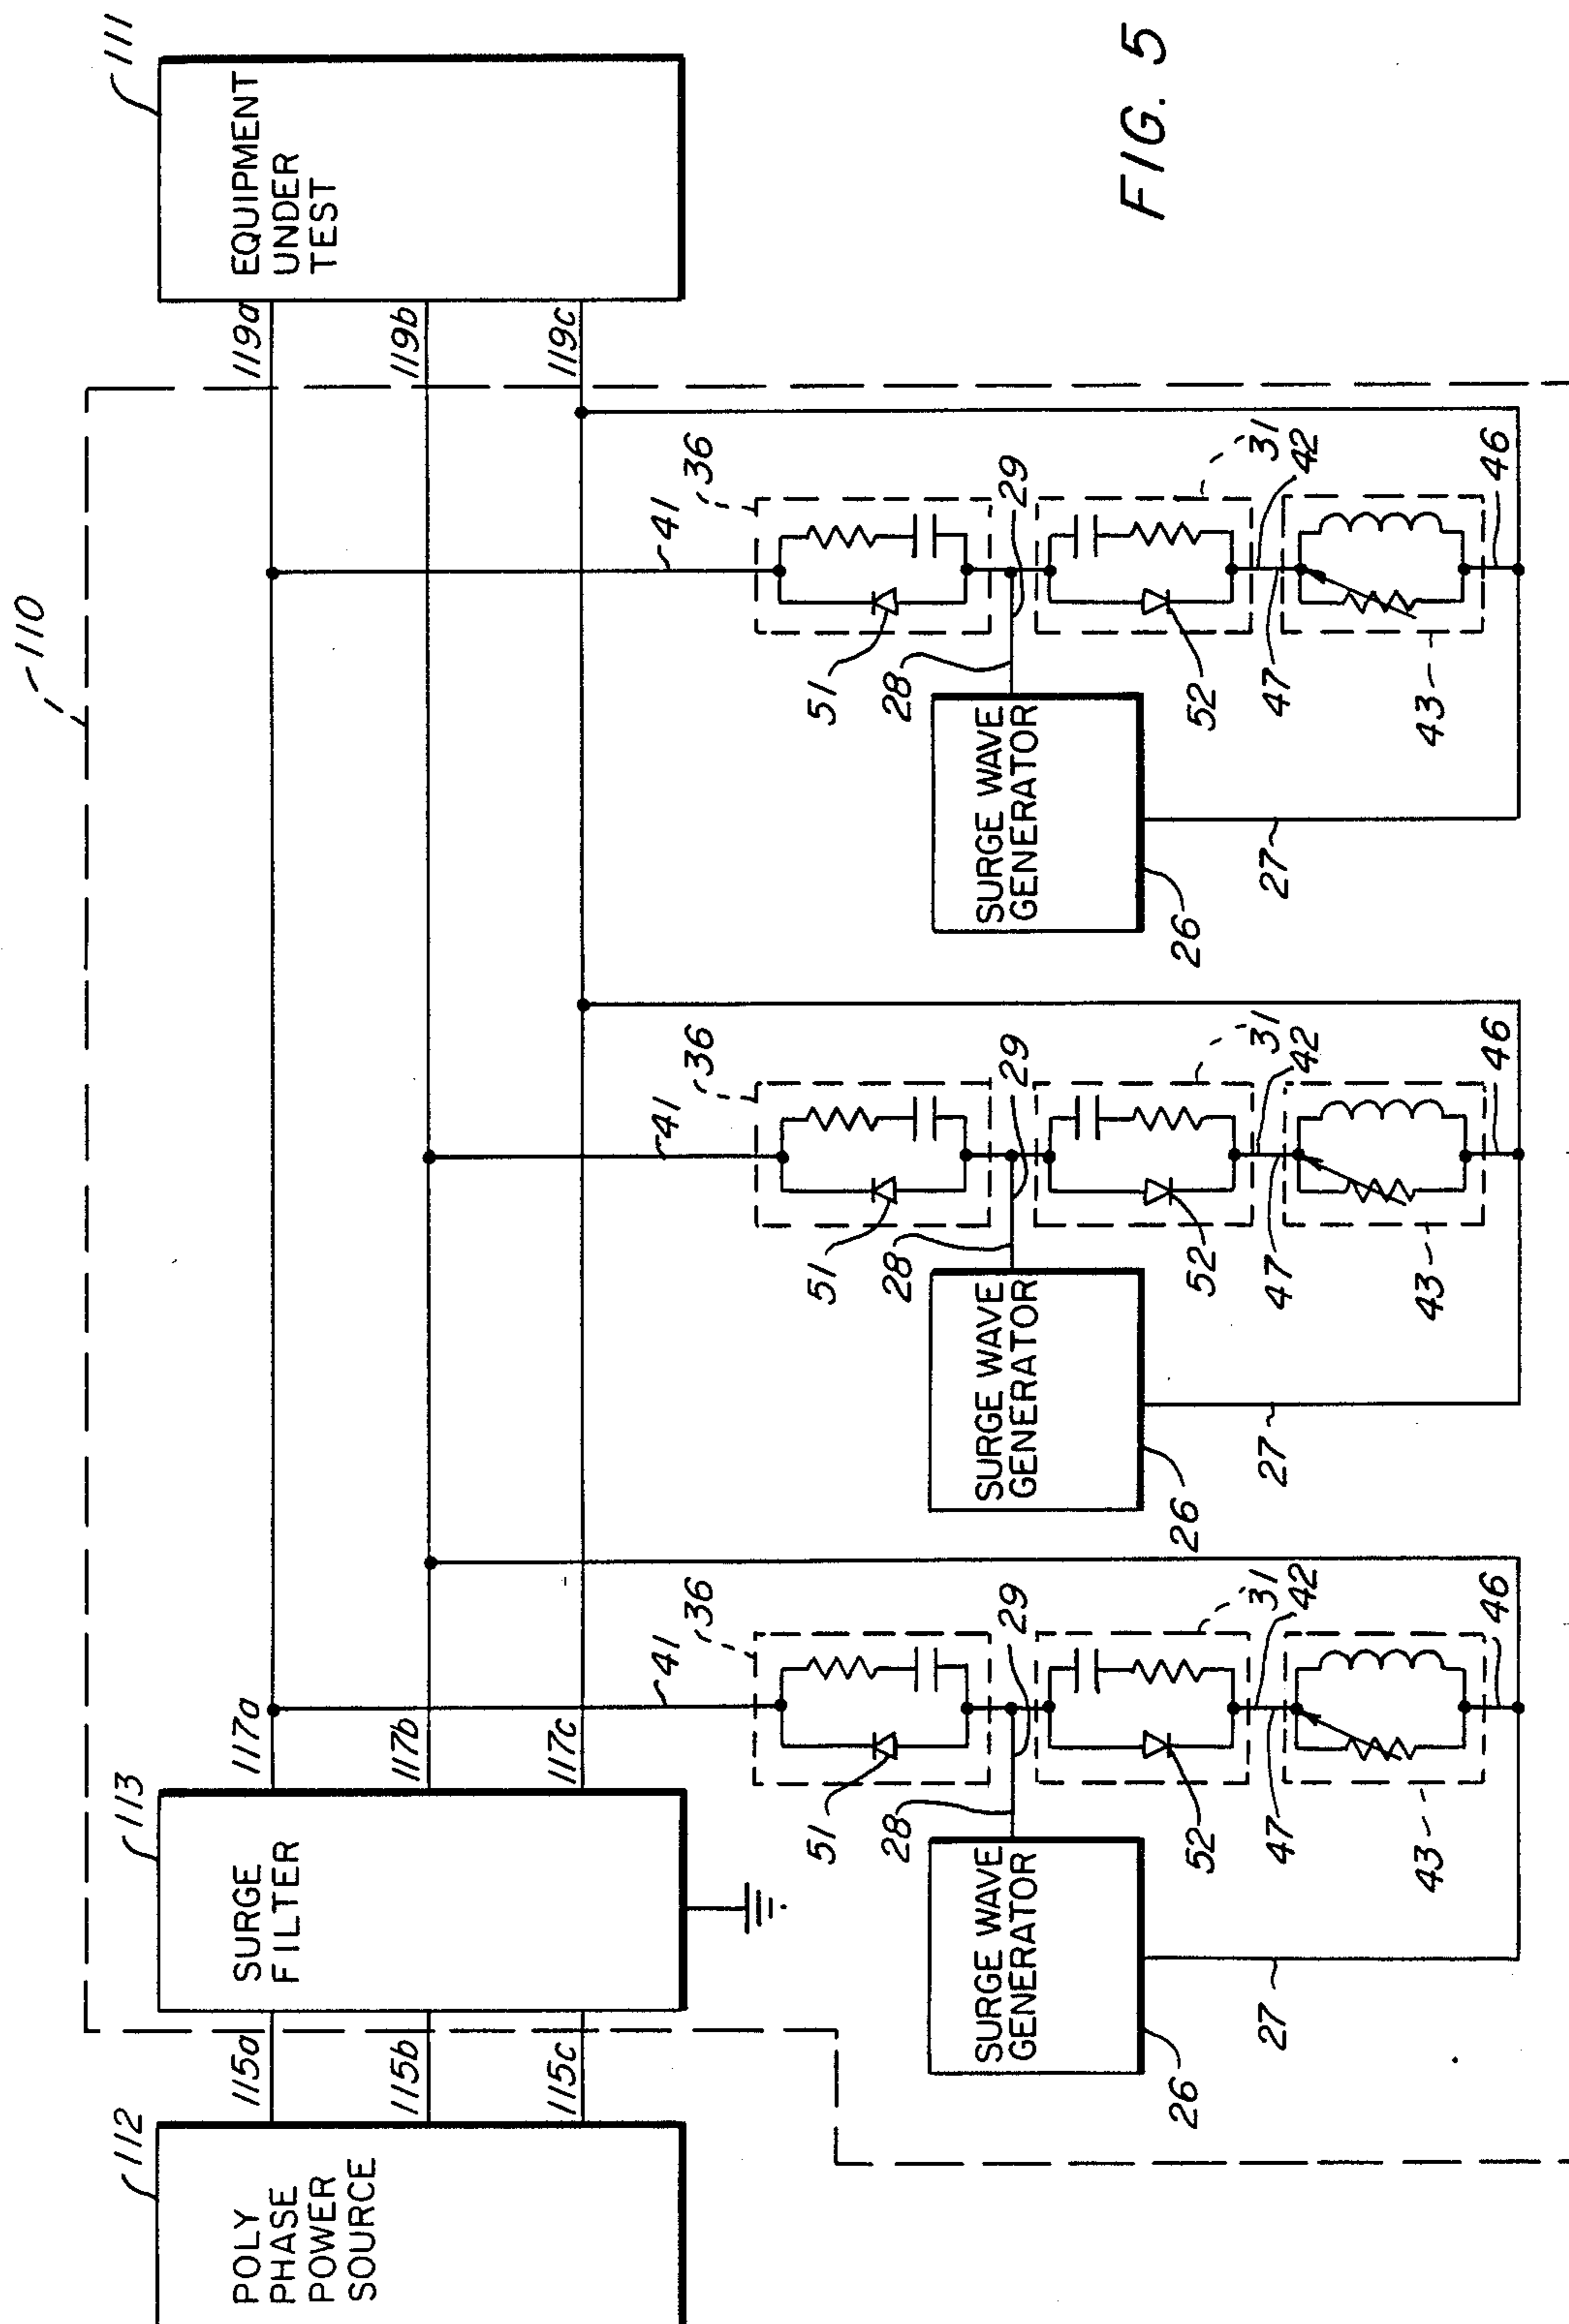 110
112
POLY
PHASE
POWER
SOURCE
115a
115b
115c
113
SURGE
FILTER
117a
117b
117c
111
EQUIPMENT
UNDER
TEST
119a
119b
119c
41
36
51
28
29
SURGE WAVE
GENERATOR
31
42
52
26
47
27
43
46
41
36
51
28
29
SURGE WAVE
GENERATOR
31
42
52
26
47
27
43
46
41
36
51
28
29
SURGE WAVE
GENERATOR
31
42
52
26
47
27
43
46
FIG. 5